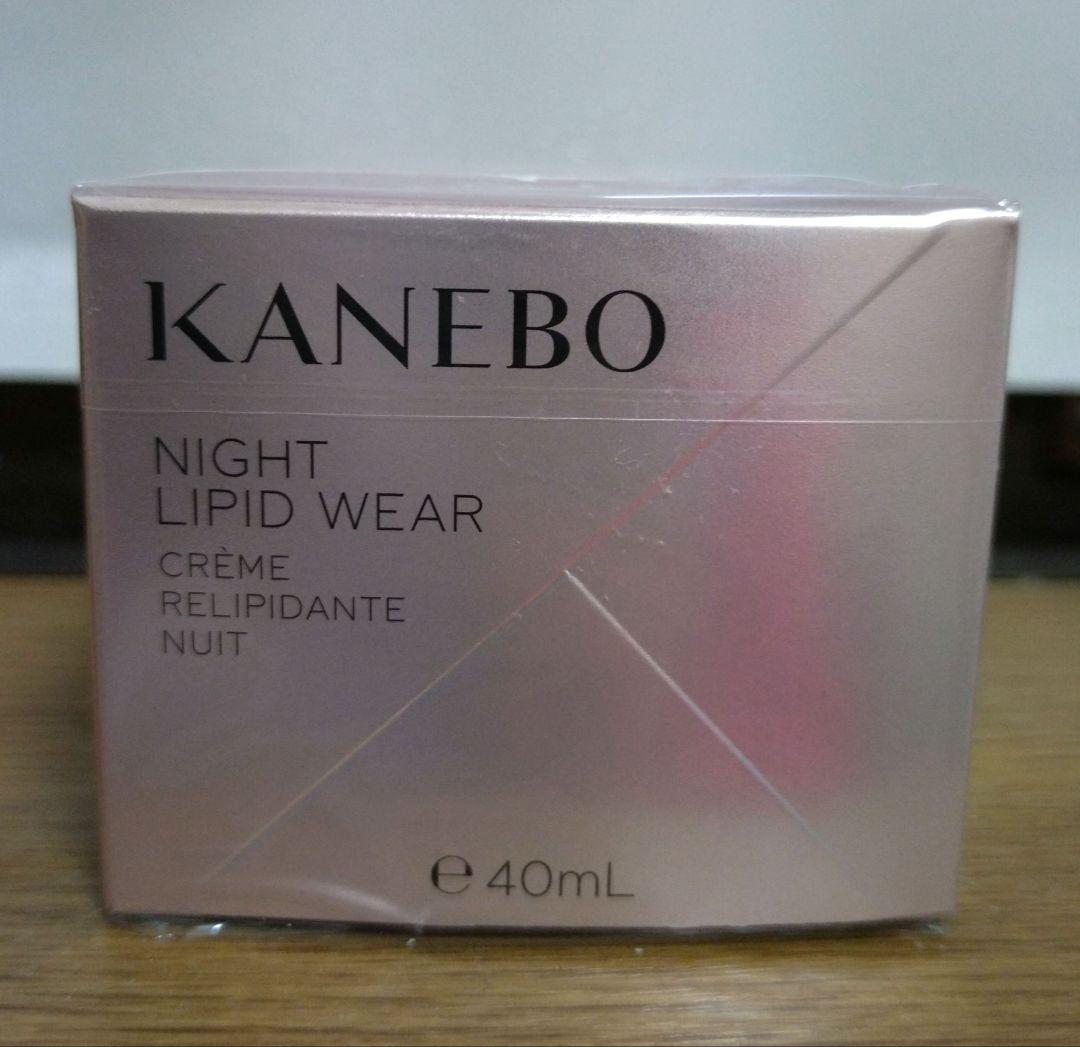 KANEBO
NIGHT
LIPID WEAR
CRÈME
RELIPIDANTE
NUIT
℮ 40mL